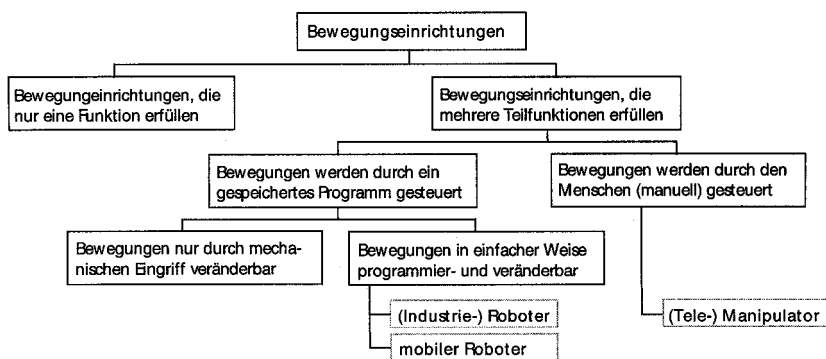 Bewegungseinrichtungen
Bewegungeinrichtungen, die
nur eine Funktion erfüllen
Bewegungseinrichtungen, die
mehrere Teilfunktionen erfüllen
Bewegungen werden durch ein
gespeichertes Programm gesteuert
Bewegungen werden durch den
Menschen (manuell) gesteuert
Bewegungen nur durch mecha-
nischen Eingriff veränderbar
Bewegungen in einfacher Weise
programmier- und veränderbar
(Industrie-) Roboter
mobiler Roboter
(Tele-) Manipulator